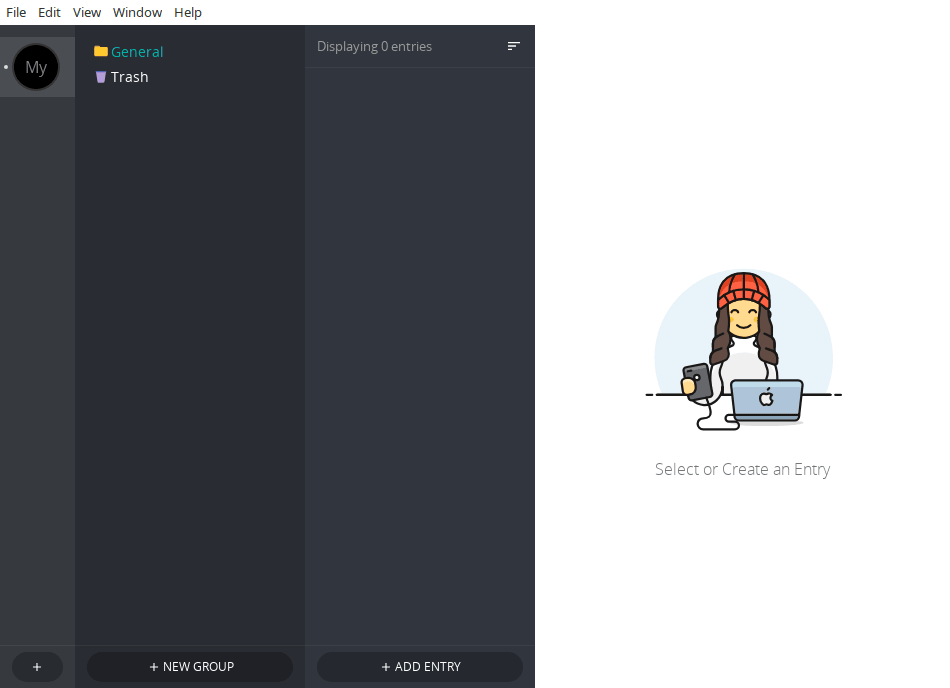 File Edit View Window Help
My
General
Trash
Displaying 0 entries
Select or Create an Entry
+
+ NEW GROUP
+ ADD ENTRY